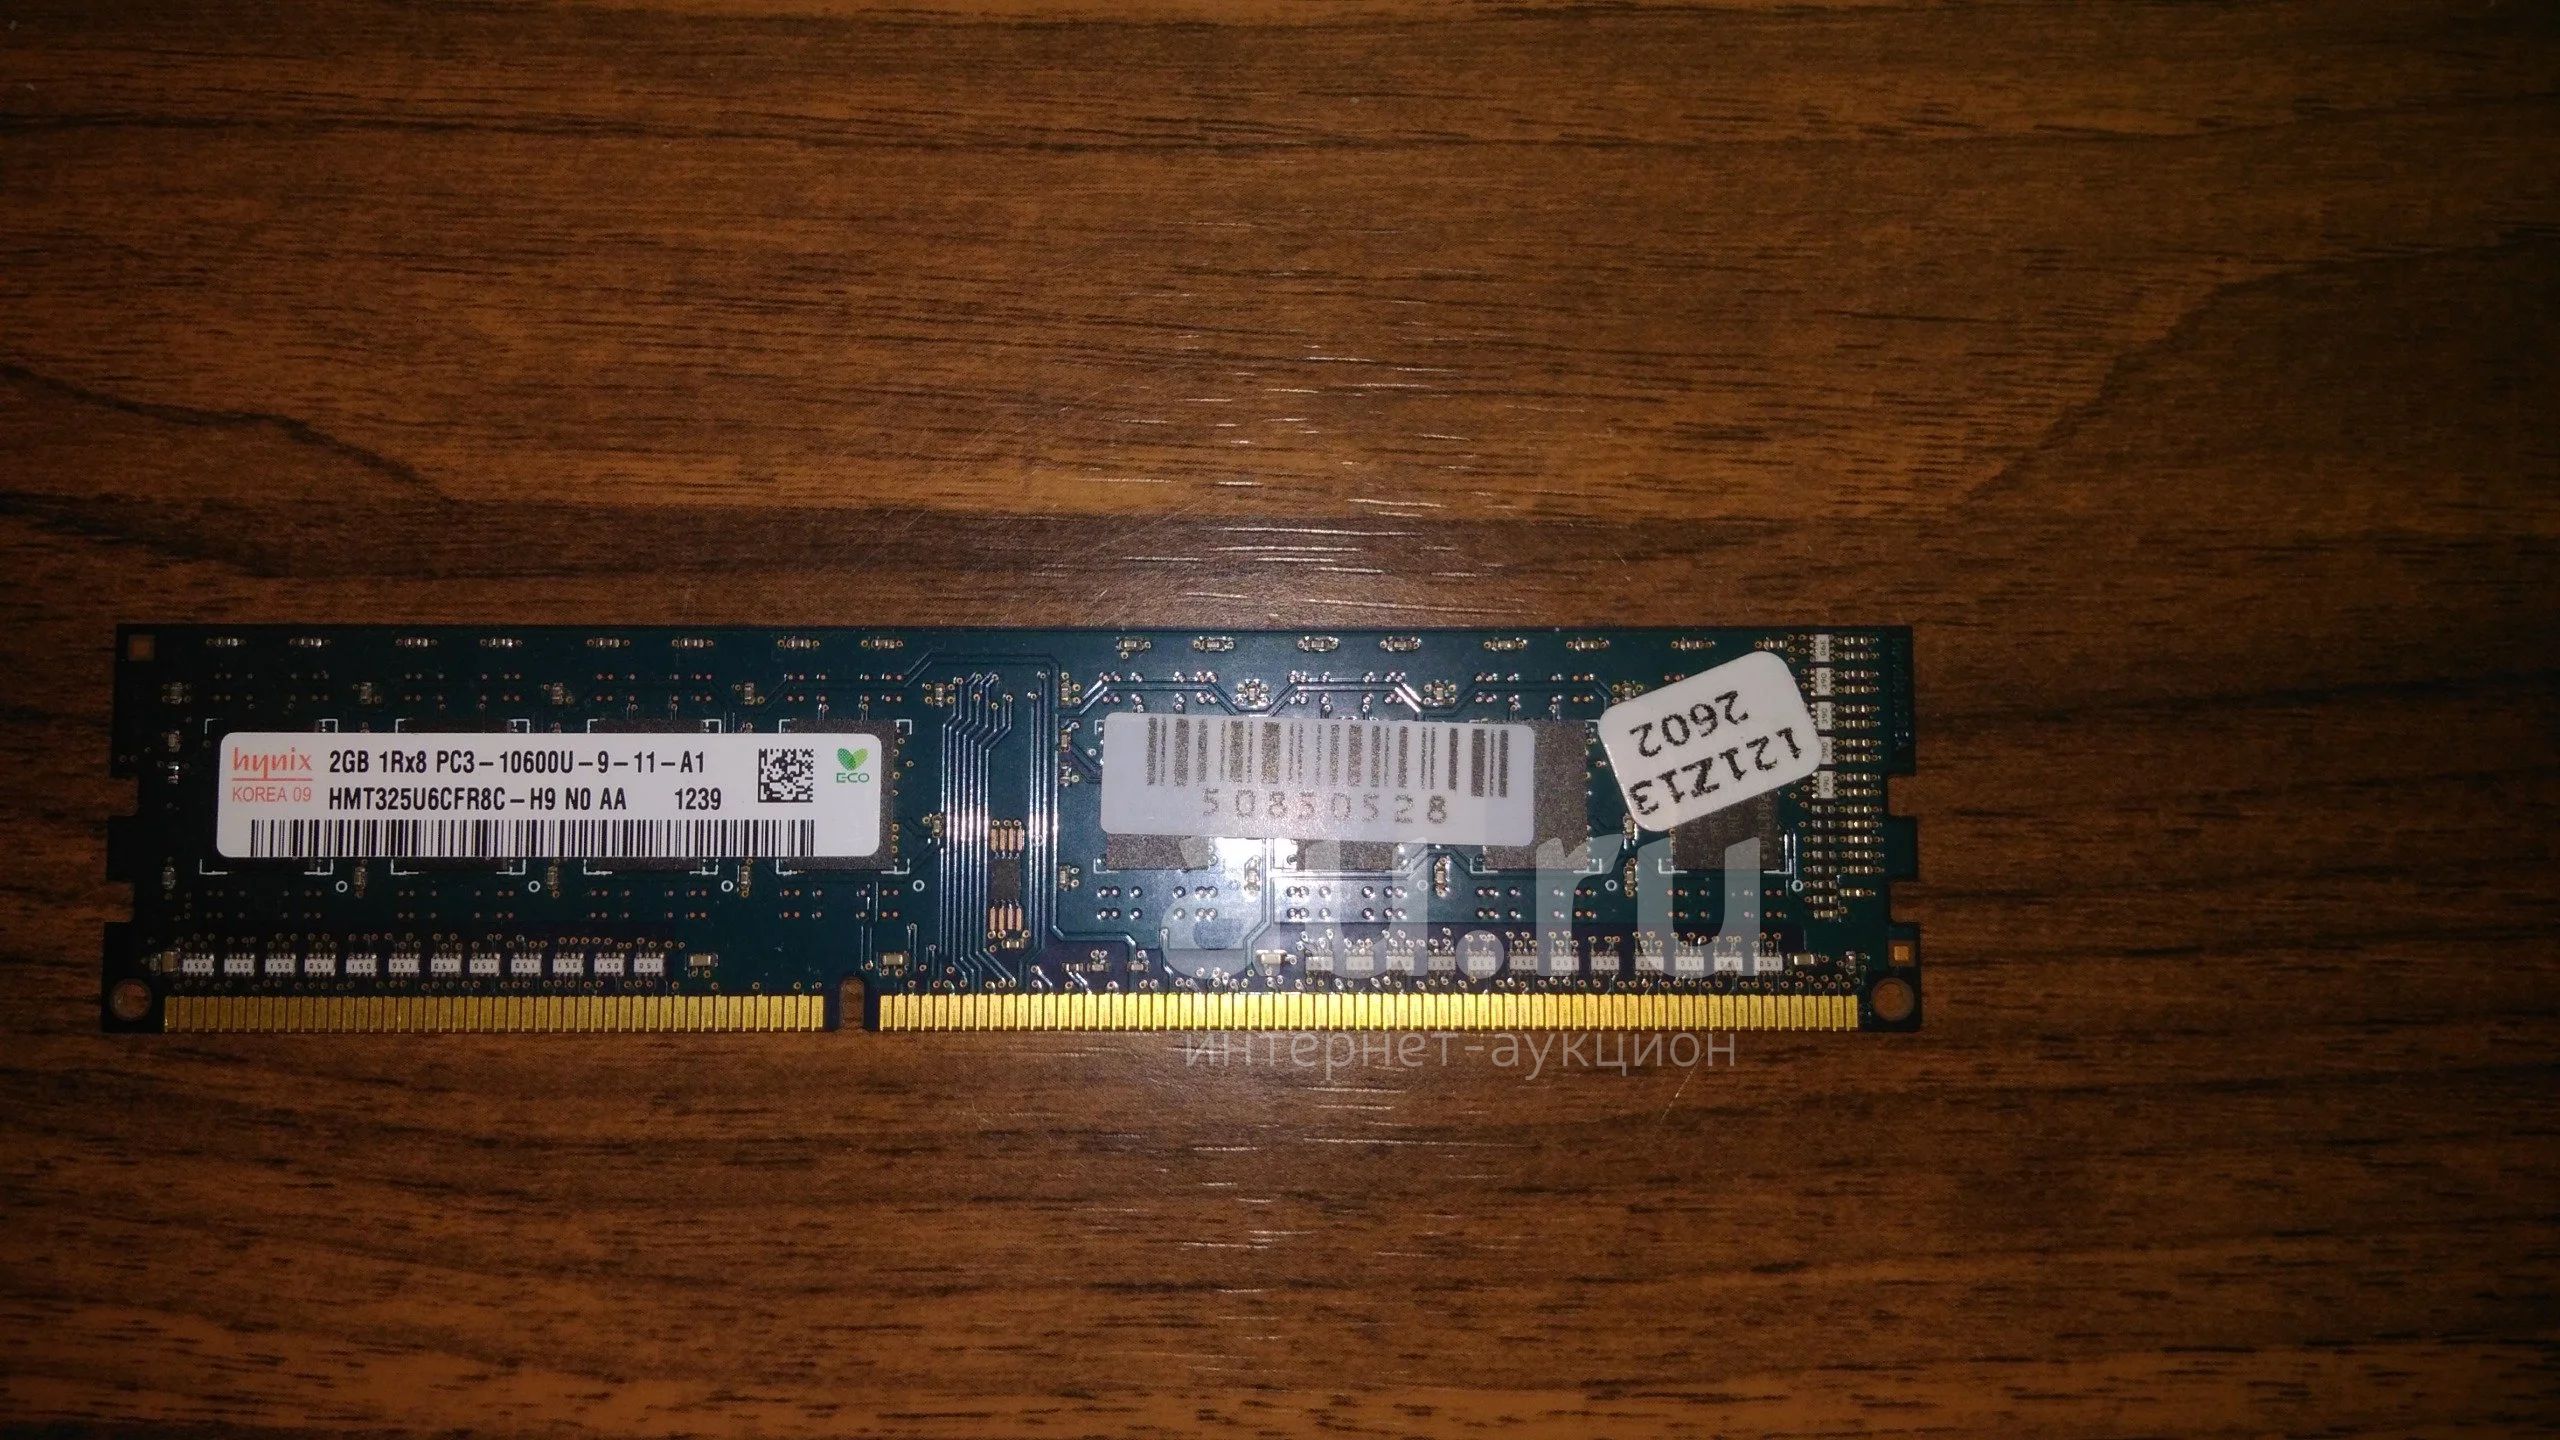 hynix
KOREA 09
2GB 1Rx8 PC3-10600U-9-11-A1
HMT325U6CFR8C-H9 N0 AA 1239
ECO
50850528
121Z13
2602
au.ru
интернет-аукцион